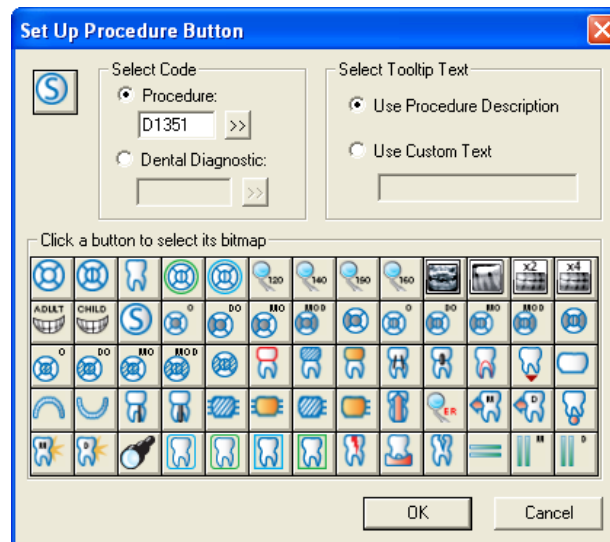 Set Up Procedure Button
S
Select Code
Procedure:
D1351
>>
Dental Diagnostic:
>>
Select Tooltip Text
Use Procedure Description
Use Custom Text
Click a button to select its bitmap
120 140 190 160 x2 x4
ADULT CHILD S O DO MO MOD O DO MO MOD
O DO MO MOD
ER M D
M D M D
OK
Cancel